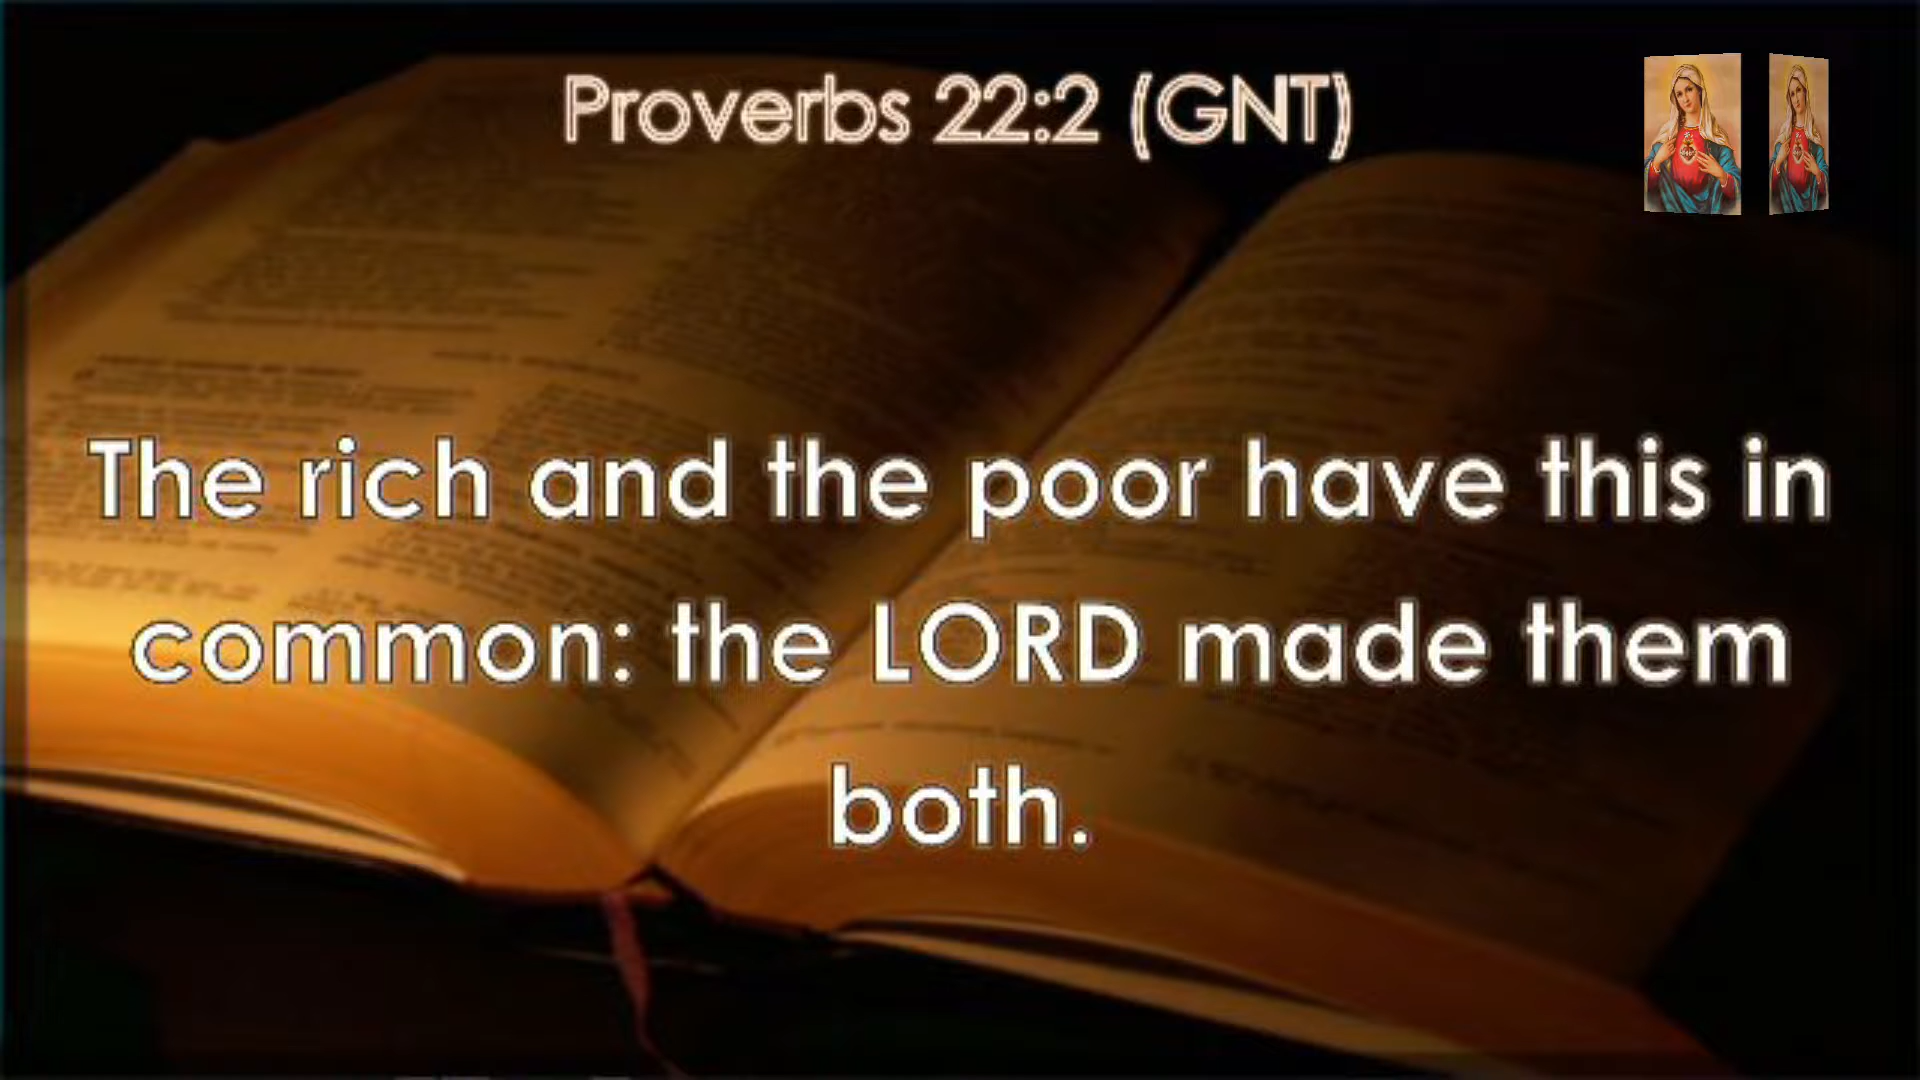 Proverbs 22:2 (GNT)
The rich and the poor have this in
common: the LORD made them
both.